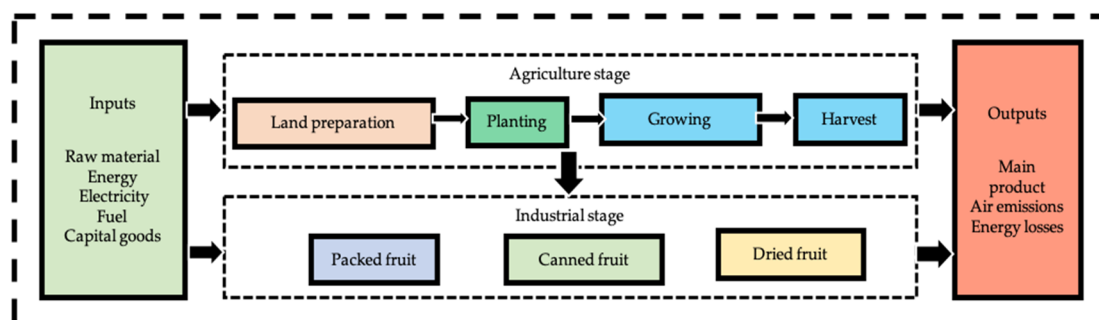 Inputs
Raw material
Energy
Electricity
Fuel
Capital goods
Agriculture stage
Land preparation
Planting
Growing
Harvest
Industrial stage
Packed fruit
Canned fruit
Dried fruit
Outputs
Main
product
Air emissions
Energy losses